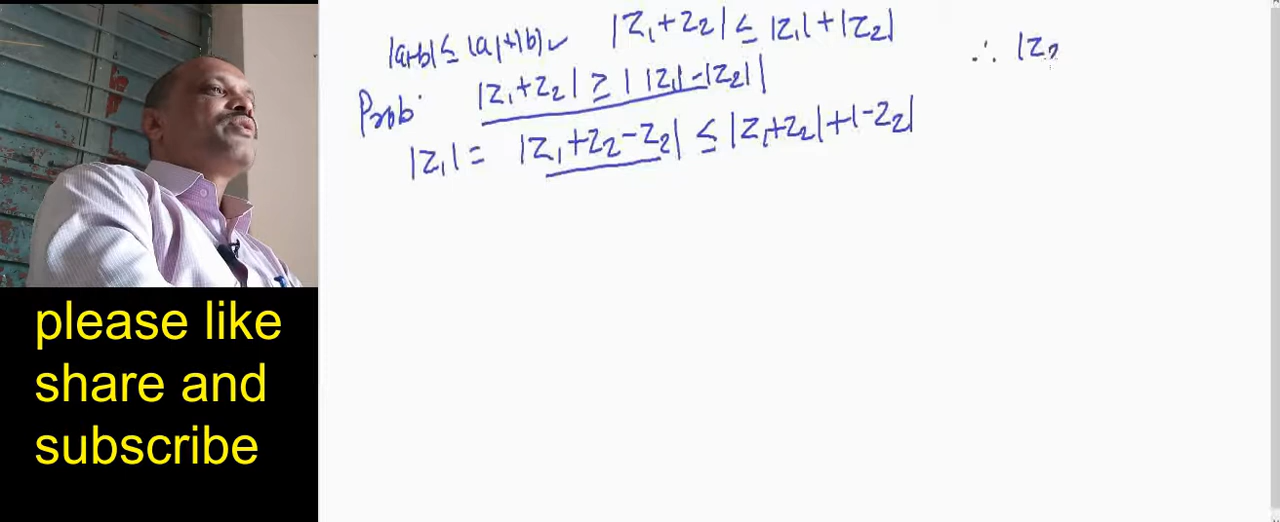 |a+b| ≤ |a|+|b| ✓ |z₁+z₂| ≤ |z₁|+|z₂|
∴ |z₂
Prob: |z₁+z₂| ≥ ||z₁|-|z₂||
|z₁| = |z₁+z₂-z₂| ≤ |z₁+z₂|+|-z₂|
please like
share and
subscribe